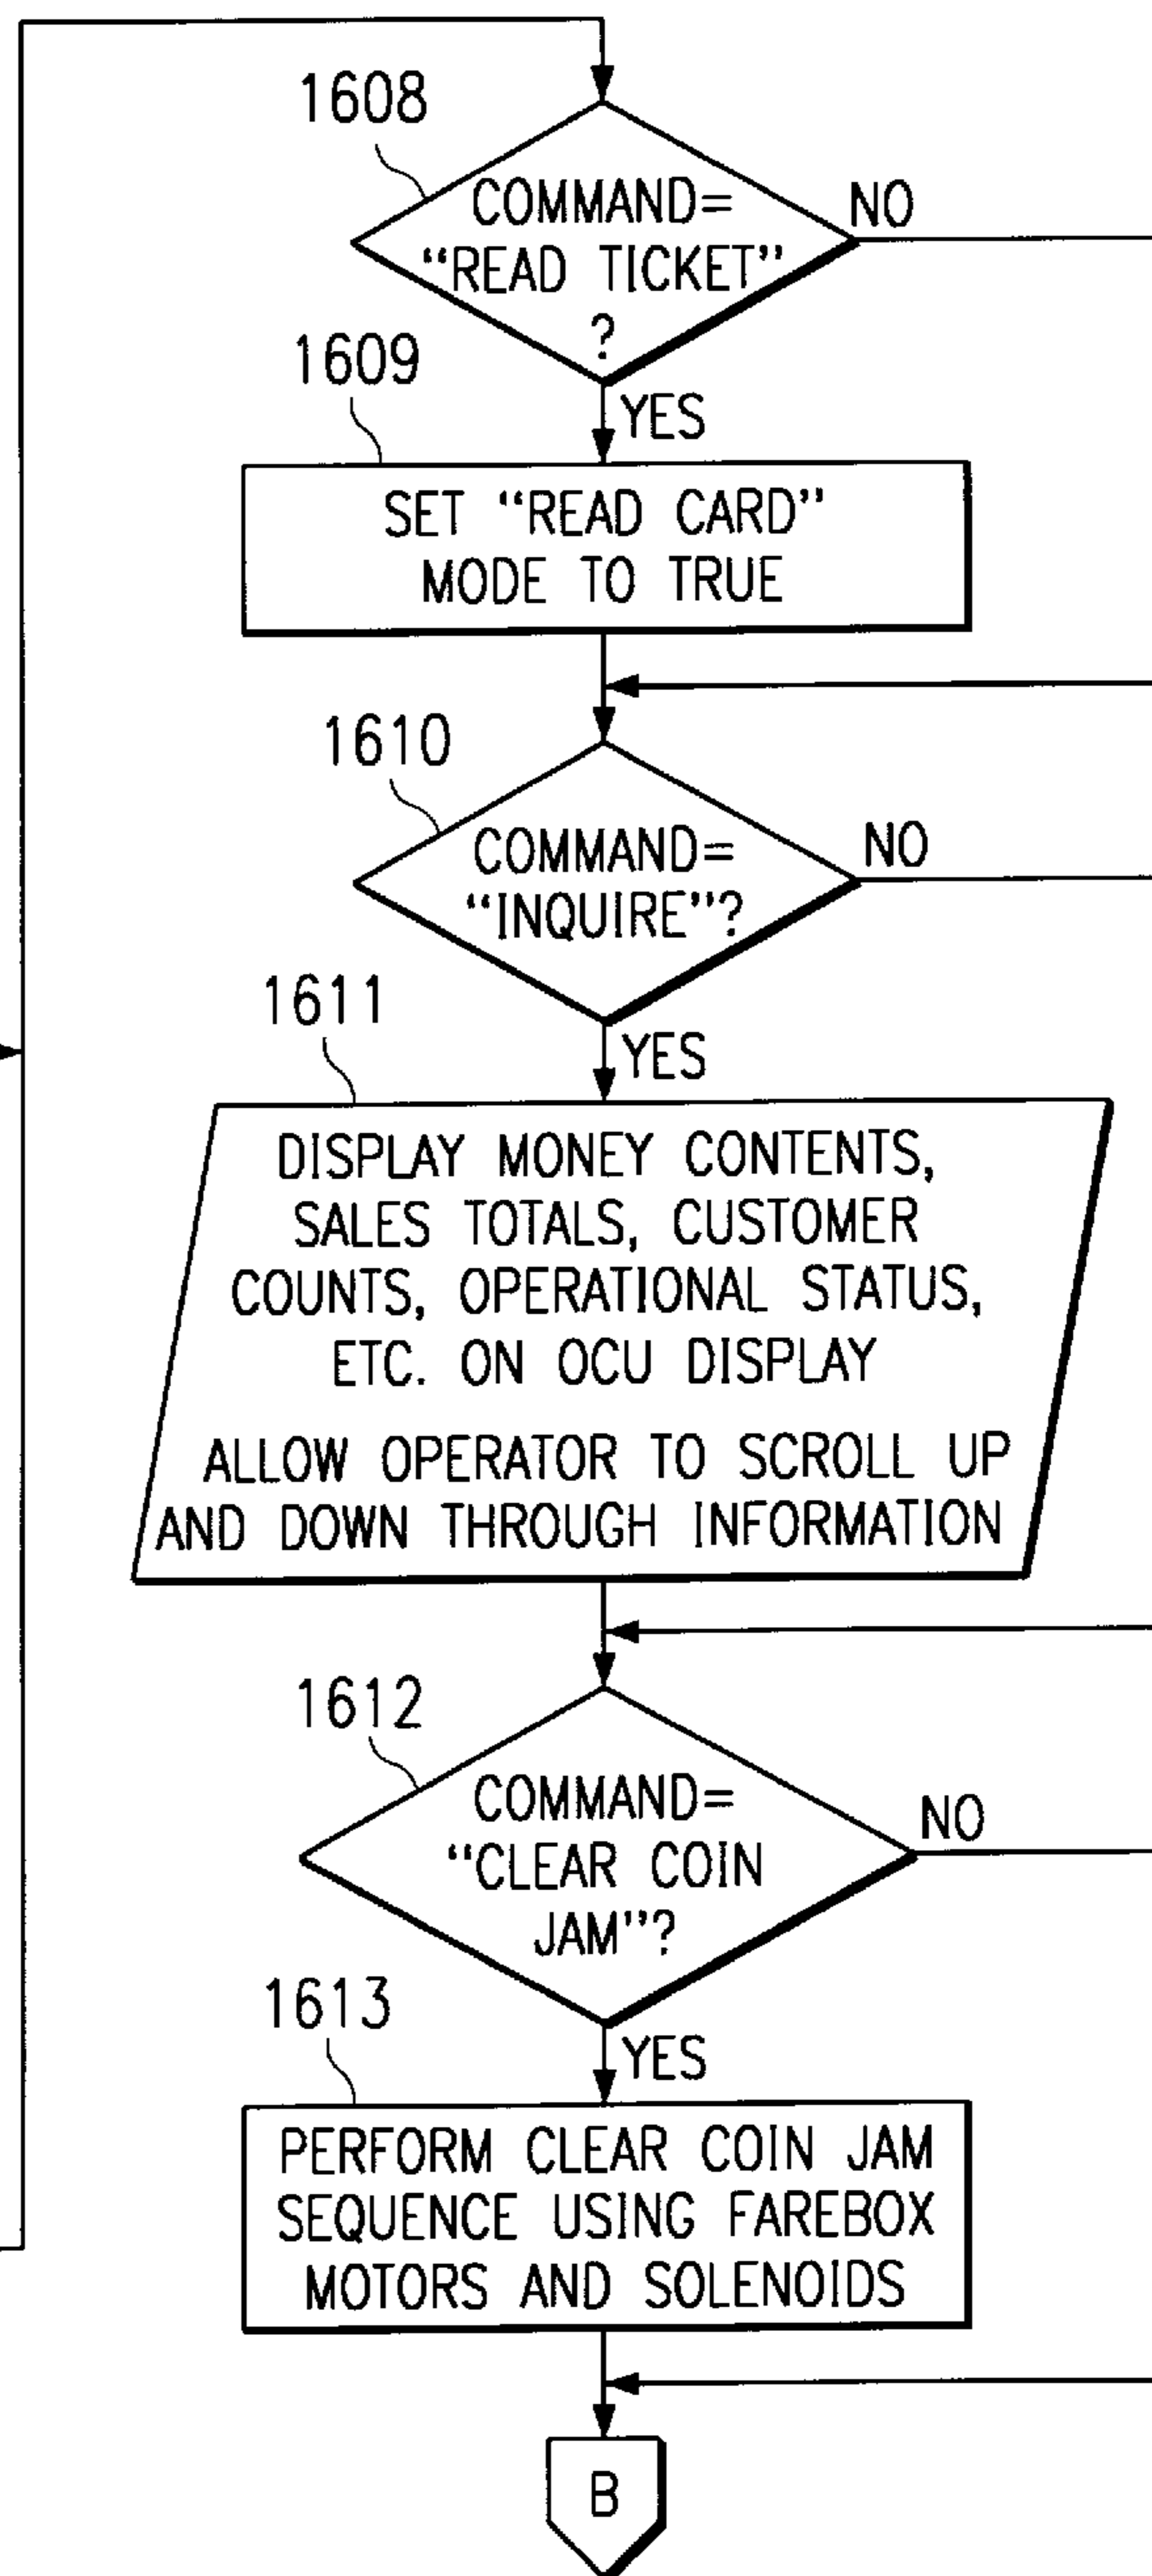 1608
COMMAND=
“READ TICKET”
?
NO
1609
YES
SET “READ CARD”
MODE TO TRUE
1610
COMMAND=
“INQUIRE”?
NO
1611
YES
DISPLAY MONEY CONTENTS,
SALES TOTALS, CUSTOMER
COUNTS, OPERATIONAL STATUS,
ETC. ON OCU DISPLAY
ALLOW OPERATOR TO SCROLL UP
AND DOWN THROUGH INFORMATION
1612
COMMAND=
“CLEAR COIN
JAM”?
NO
1613
YES
PERFORM CLEAR COIN JAM
SEQUENCE USING FAREBOX
MOTORS AND SOLENOIDS
B